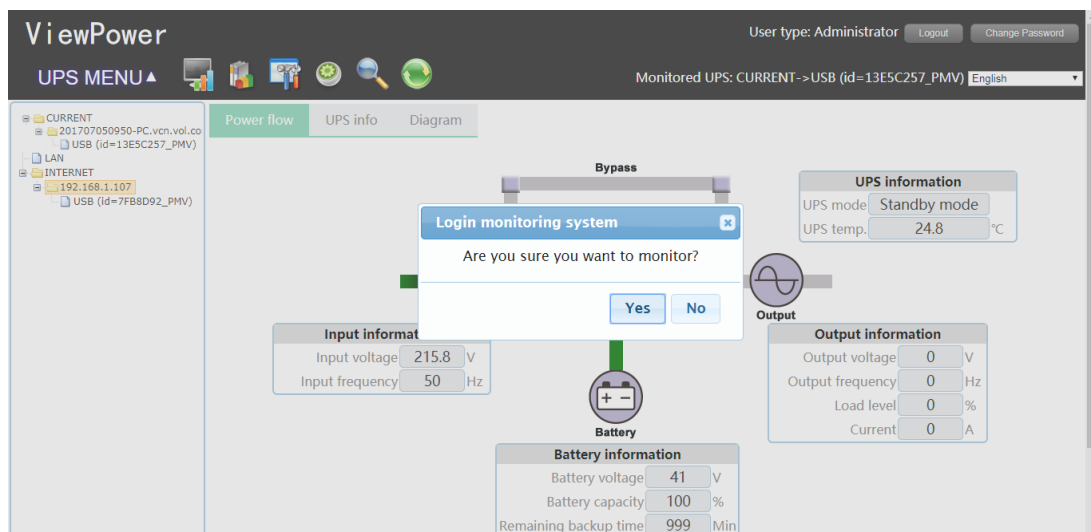 ViewPower
User type: Administrator Logout Change Password
UPS MENU▲
Monitored UPS: CURRENT->USB (id=13E5C257_PMV) English
CURRENT
201707050950-PC.vcn.vol.co
USB (id=13E5C257_PMV)
LAN
INTERNET
192.168.1.107
USB (id=7FB8D92_PMV)
Power flow UPS info Diagram
Bypass
UPS information
UPS mode Standby mode
UPS temp. 24.8 ℃
Login monitoring system
Are you sure you want to monitor?
Yes No
Output
Input informat
Input voltage 215.8 V
Input frequency 50 Hz
Output information
Output voltage 0 V
Output frequency 0 Hz
Load level 0 %
Current 0 A
Battery
Battery information
Battery voltage 41 V
Battery capacity 100 %
Remaining backup time 999 Min